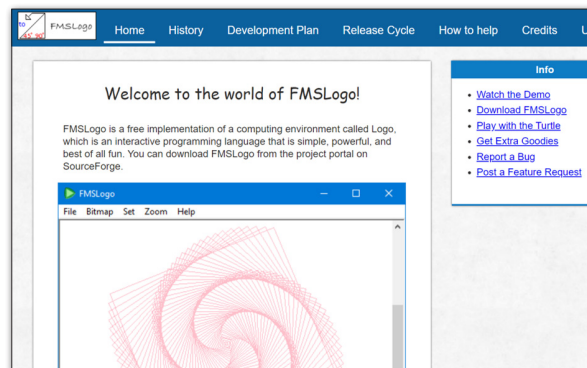 to
45 90
FMSLogo
Home History Development Plan Release Cycle How to help Credits
Welcome to the world of FMSLogo!
FMSLogo is a free implementation of a computing environment called Logo,
which is an interactive programming language that is simple, powerful, and
best of all fun. You can download FMSLogo from the project portal on
SourceForge.
FMSLogo
File Bitmap Set Zoom Help
Info
Watch the Demo
Download FMSLogo
Play with the Turtle
Get Extra Goodies
Report a Bug
Post a Feature Request